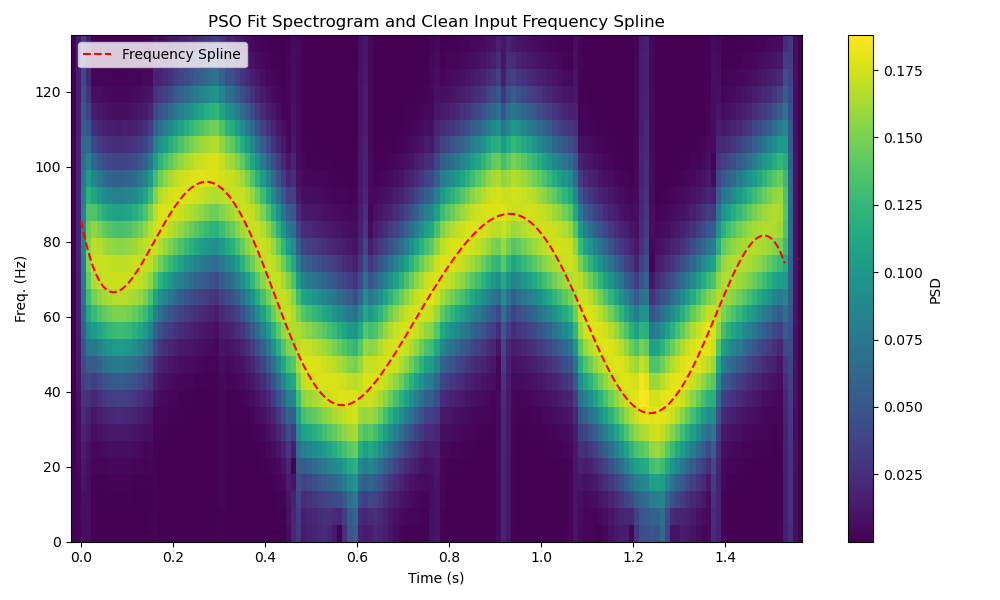 PSO Fit Spectrogram and Clean Input Frequency Spline
Frequency Spline
Freq. (Hz)
120
100
80
60
40
20
0
0.0 0.2 0.4 0.6 0.8 1.0 1.2 1.4
Time (s)
0.175
0.150
0.125
0.100
0.075
0.050
0.025
PSD